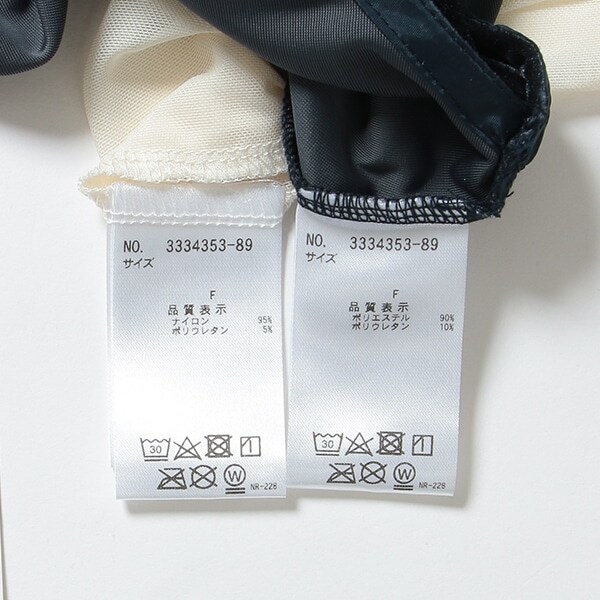 NO. 3334353-89
サイズ
F
品質表示
ナイロン 95%
ポリウレタン 5%
30
W
NR-228
NO. 3334353-89
サイズ
F
品質表示
ポリエステル 90%
ポリウレタン 10%
30
W
NR-228